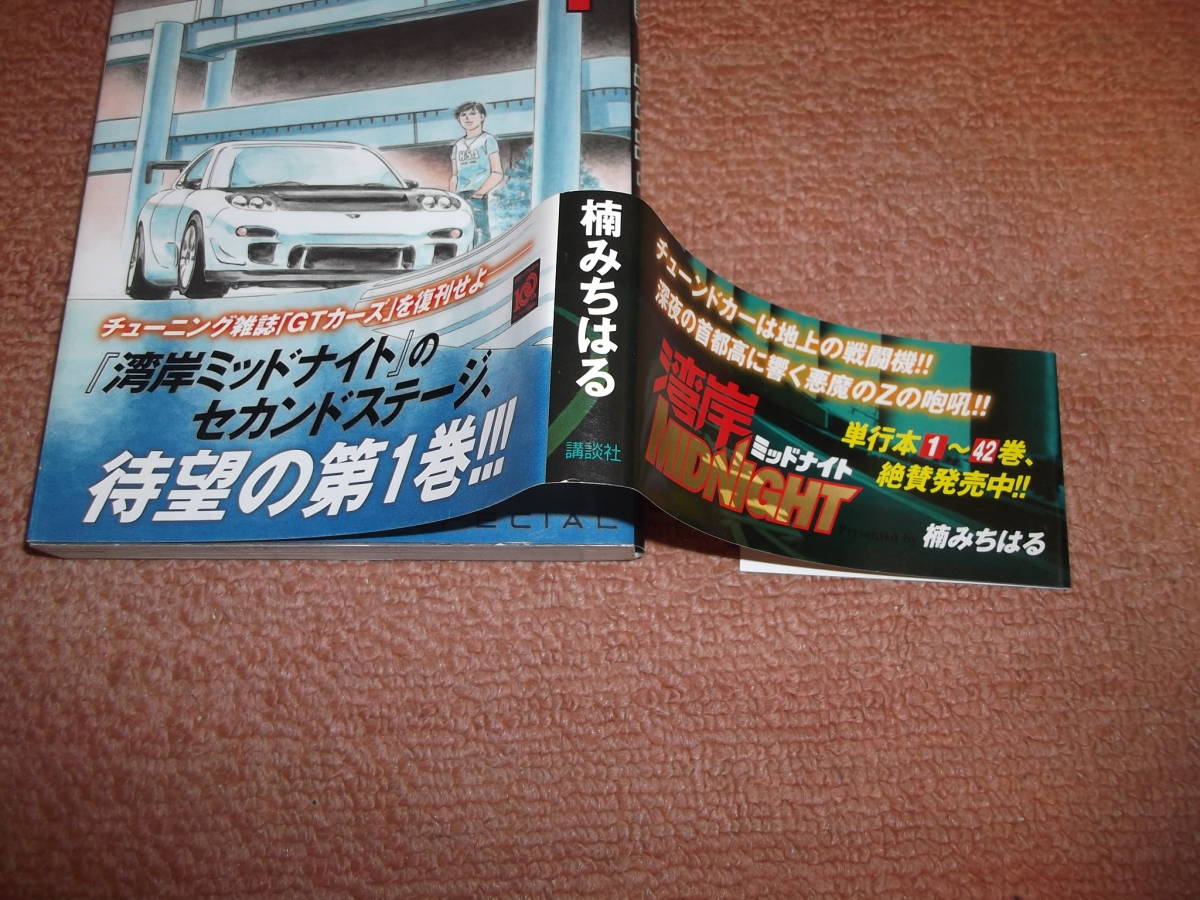 チューニング雑誌「GTカーズ」を復刊せよ――
『湾岸ミッドナイト』の
セカンドステージ、
待望の第1巻!!!
ECIAL
楠みちはる
講談社
チューンドカーは地上の戦闘機!!
深夜の首都高に響く悪魔のZの咆吼!!
湾岸
ミッドナイト
MIDNIGHT
単行本1～42巻、
絶賛発売中!!
楠みちはる